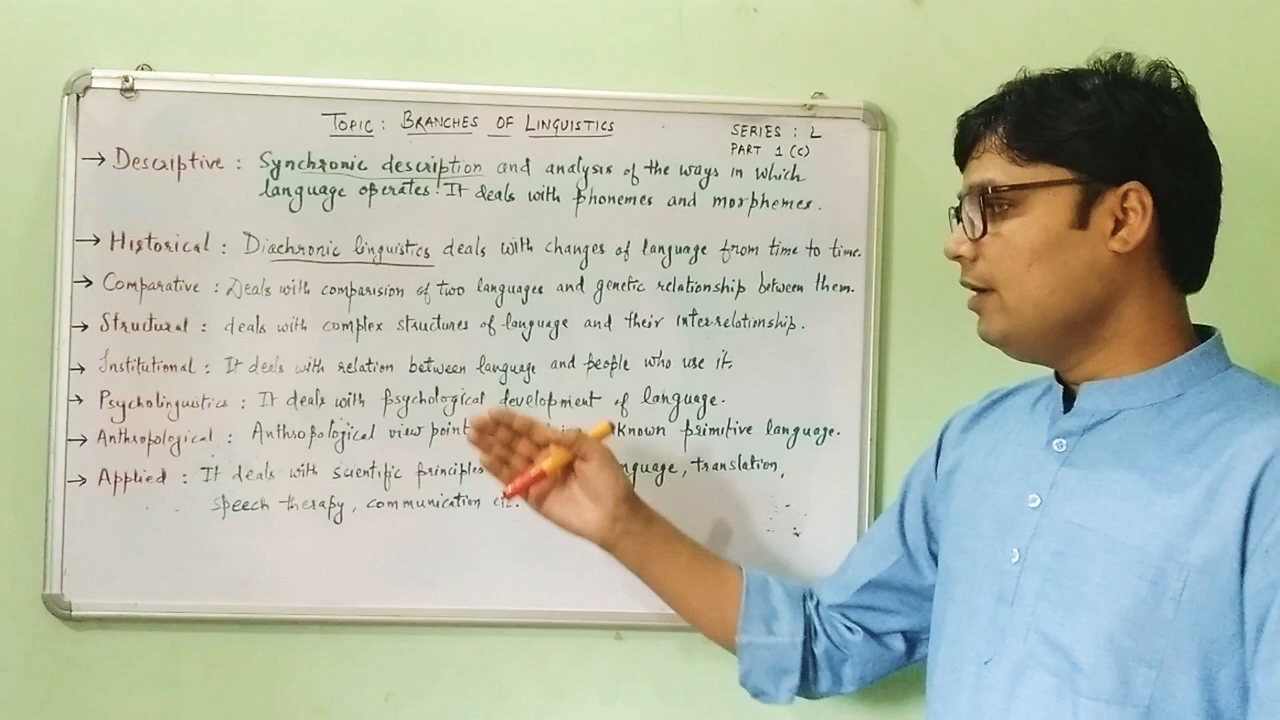 TOPIC: BRANCHES OF LINGUISTICS
SERIES : L
PART 1 (C)
→ Descriptive : Synchronic description and analysis of the ways in which
language operates. It deals with phonemes and morphemes.
→ Historical : Diachronic linguistics deals with changes of language from time to time.
→ Comparative : Deals with comparision of two languages and genetic relationship between them.
→ Structural : deals with complex structures of language and their interrelationship.
→ Institutional : It deals with relation between language and people who use it.
→ Psycholinguistics : It deals with psychological development of language.
→ Anthropological : Anthropological view point known primitive language.
→ Applied : It deals with scientific principles language, translation,
speech therapy, communication etc.